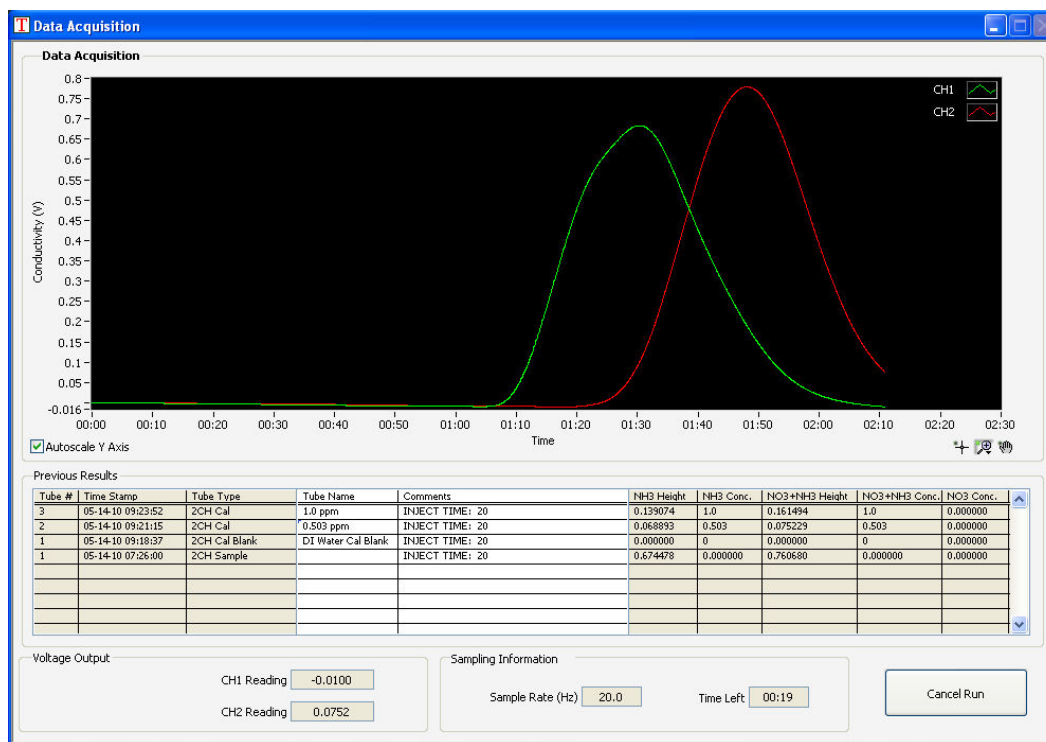 Data Acquisition
Data Acquisition
0.8
0.75
0.7
0.65
0.6
0.55
0.5
0.45
0.4
0.35
0.3
0.25
0.2
0.15
0.1
0.05
-0.016
Conductivity (V)
CH1
CH2
00:00 00:10 00:20 00:30 00:40 00:50 01:00 01:10 01:20 01:30 01:40 01:50 02:00 02:10 02:20 02:30
Time
Autoscale Y Axis
Previous Results
Tube # Time Stamp Tube Type Tube Name Comments NH3 Height NH3 Conc. NO3+NH3 Height NO3+NH3 Conc. NO3 Conc.
3 05-14-10 09:23:52 2CH Cal 1.0 ppm INJECT TIME: 20 0.139074 1.0 0.161494 1.0 0.000000
2 05-14-10 09:21:15 2CH Cal 0.503 ppm INJECT TIME: 20 0.068893 0.503 0.075229 0.503 0.000000
1 05-14-10 09:18:37 2CH Cal Blank DI Water Cal Blank INJECT TIME: 20 0.000000 0 0.000000 0 0.000000
1 05-14-10 07:26:00 2CH Sample INJECT TIME: 20 0.674478 0.000000 0.760680 0.000000 0.000000
Voltage Output
CH1 Reading -0.0100
CH2 Reading 0.0752
Sampling Information
Sample Rate (Hz) 20.0 Time Left 00:19
Cancel Run